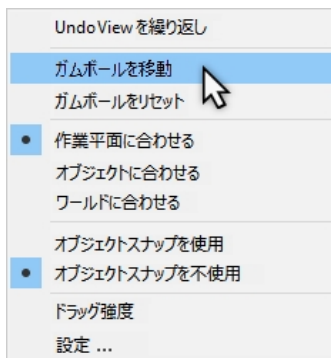 UndoViewを繰り返し
ガムボールを移動
ガムボールをリセット
作業平面に合わせる
オブジェクトに合わせる
ワールドに合わせる
オブジェクトスナップを使用
オブジェクトスナップを不使用
ドラッグ強度
設定 ...